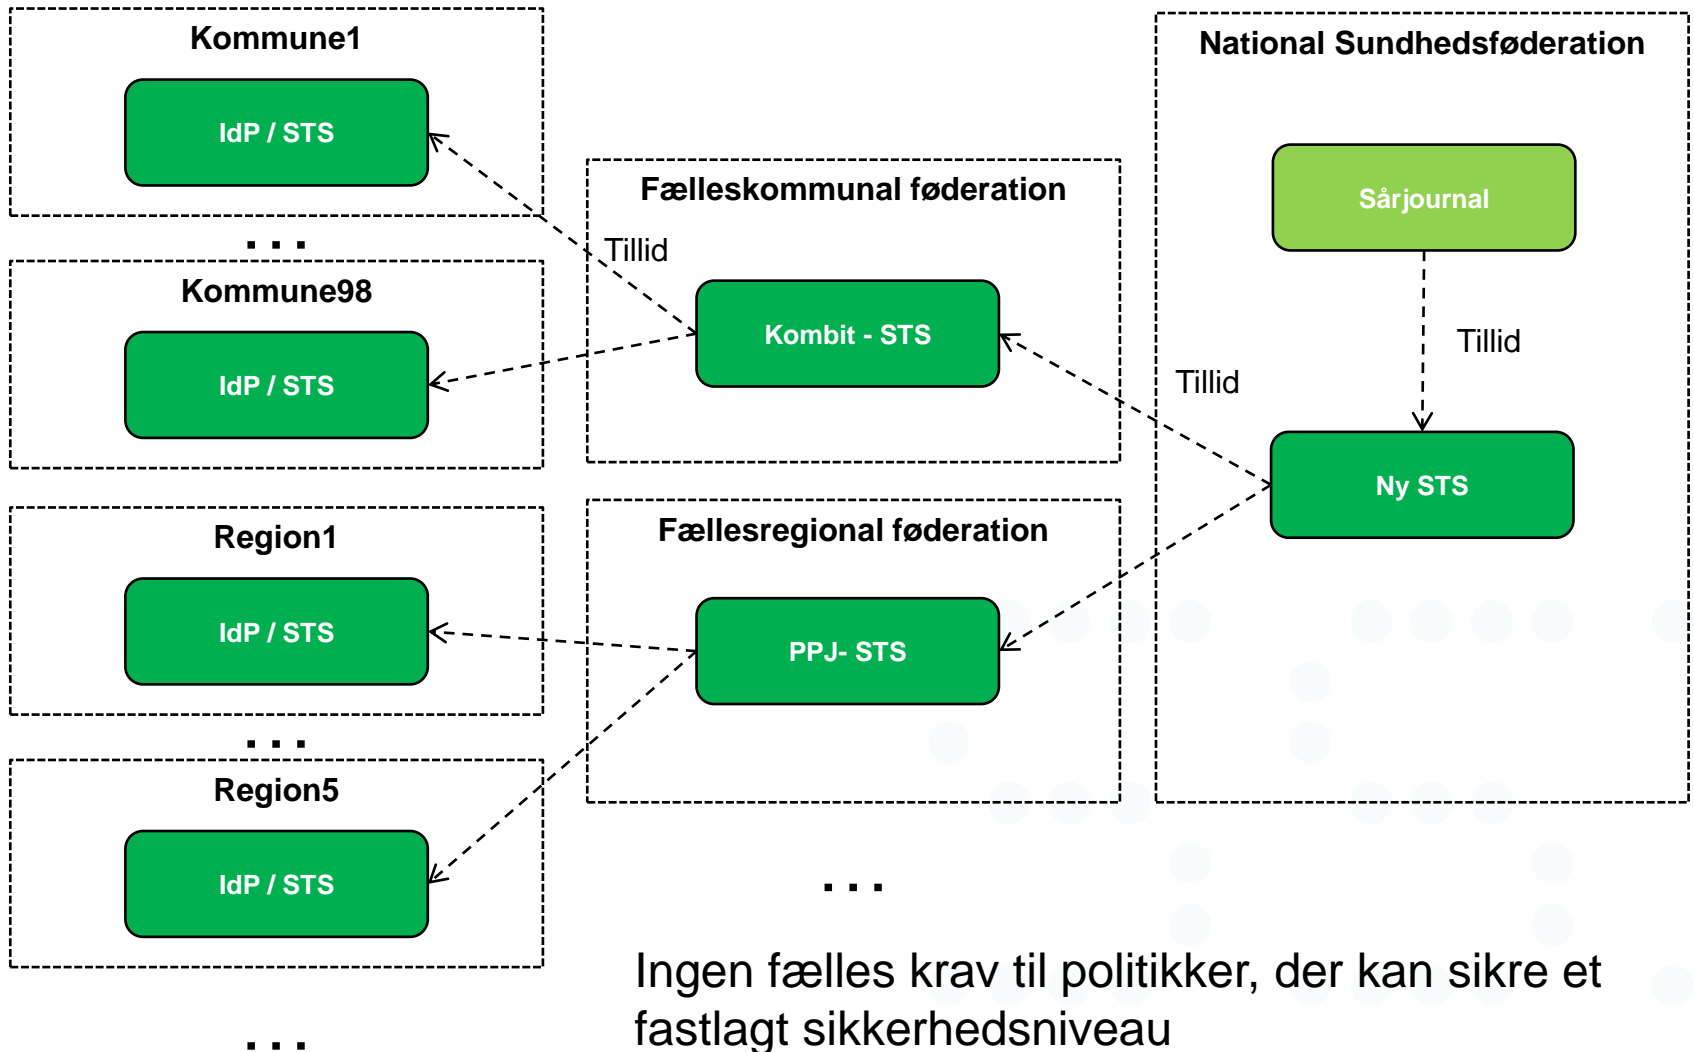 Kommune1
IdP / STS
...
Kommune98
IdP / STS
Region1
IdP / STS
...
Region5
IdP / STS
...
Fælleskommunal føderation
Tillid
Kombit - STS
Fællesregional føderation
PPJ- STS
...
National Sundhedsføderation
Sårjournal
Tillid
Tillid
Ny STS
Ingen fælles krav til politikker, der kan sikre et
fastlagt sikkerhedsniveau